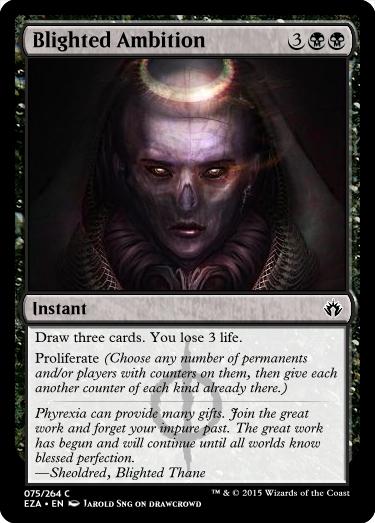 Blighted Ambition 3
Instant
Draw three cards. You lose 3 life.
Proliferate (Choose any number of permanents
and/or players with counters on them, then give
each another counter of each kind already there.)
Phyrexia can provide many gifts. Join the great
work and forget your impure past. The great work
has begun and will continue until all worlds know
blessed perfection.
—Sheoldred, Blighted Thane
075/264 C
EZA • EN Jarold Sng on drawcrowd
™ & © 2015 Wizards of the Coast